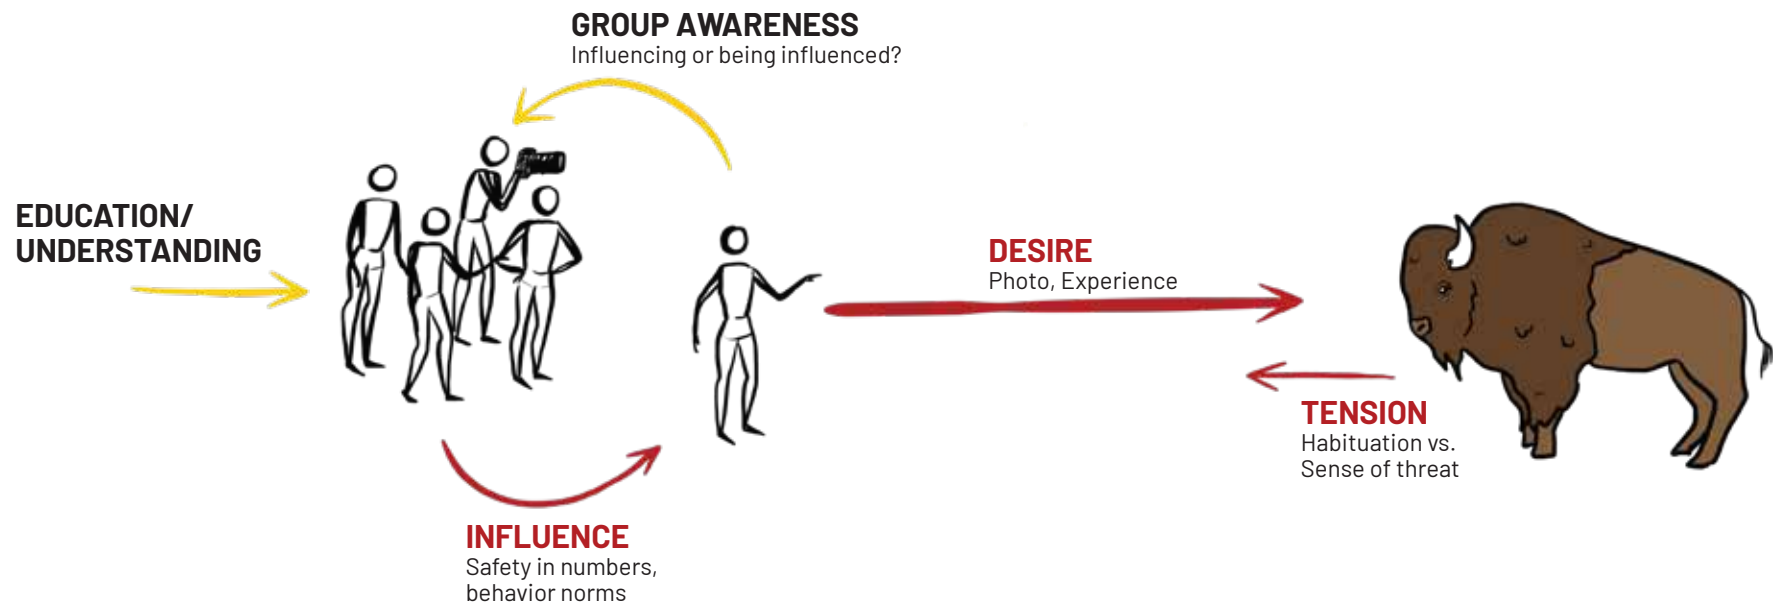 GROUP AWARENESS
Influencing or being influenced?
EDUCATION/
UNDERSTANDING
DESIRE
Photo, Experience
TENSION
Habituation vs.
Sense of threat
INFLUENCE
Safety in numbers,
behavior norms